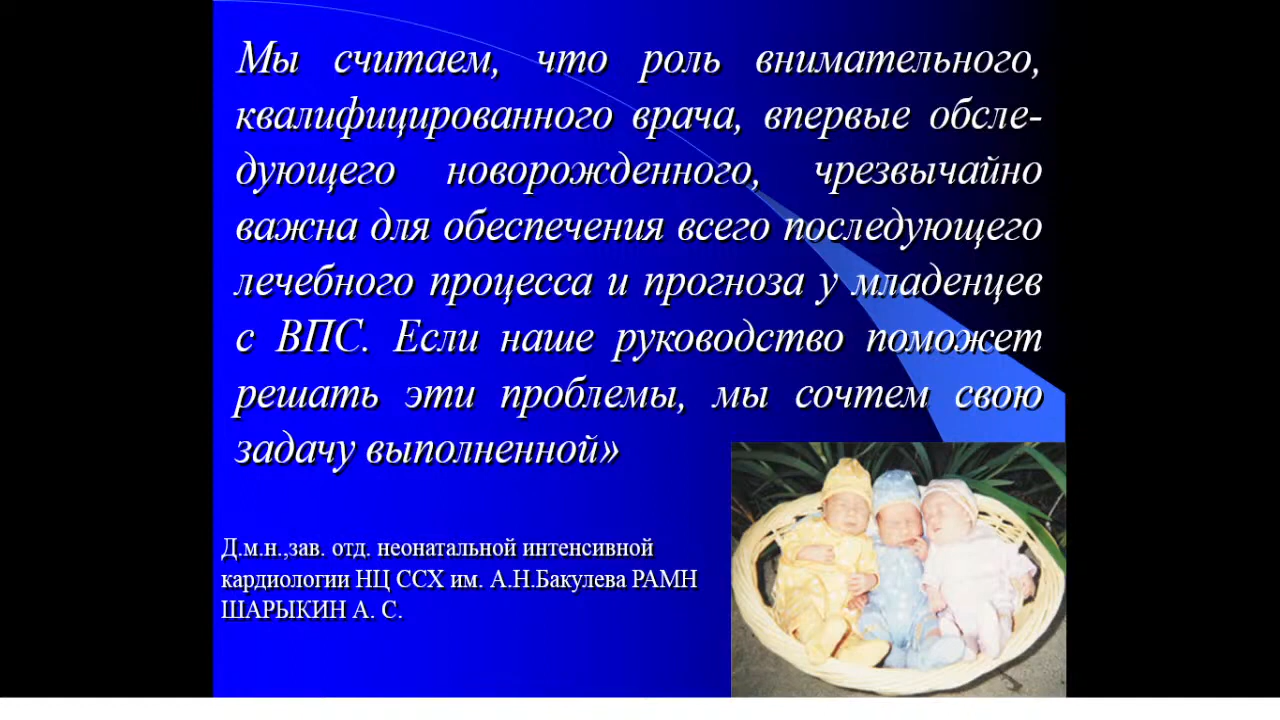 Мы считаем, что роль внимательного,
квалифицированного врача, впервые обсле-
дующего новорожденного, чрезвычайно
важна для обеспечения всего последующего
лечебного процесса и прогноза у младенцев
с ВПС. Если наше руководство поможет
решать эти проблемы, мы сочтем свою
задачу выполненной»
Д.м.н.,зав. отд. неонатальной интенсивной
кардиологии НЦ ССХ им. А.Н.Бакулева РАМН
ШАРЫКИН А. С.